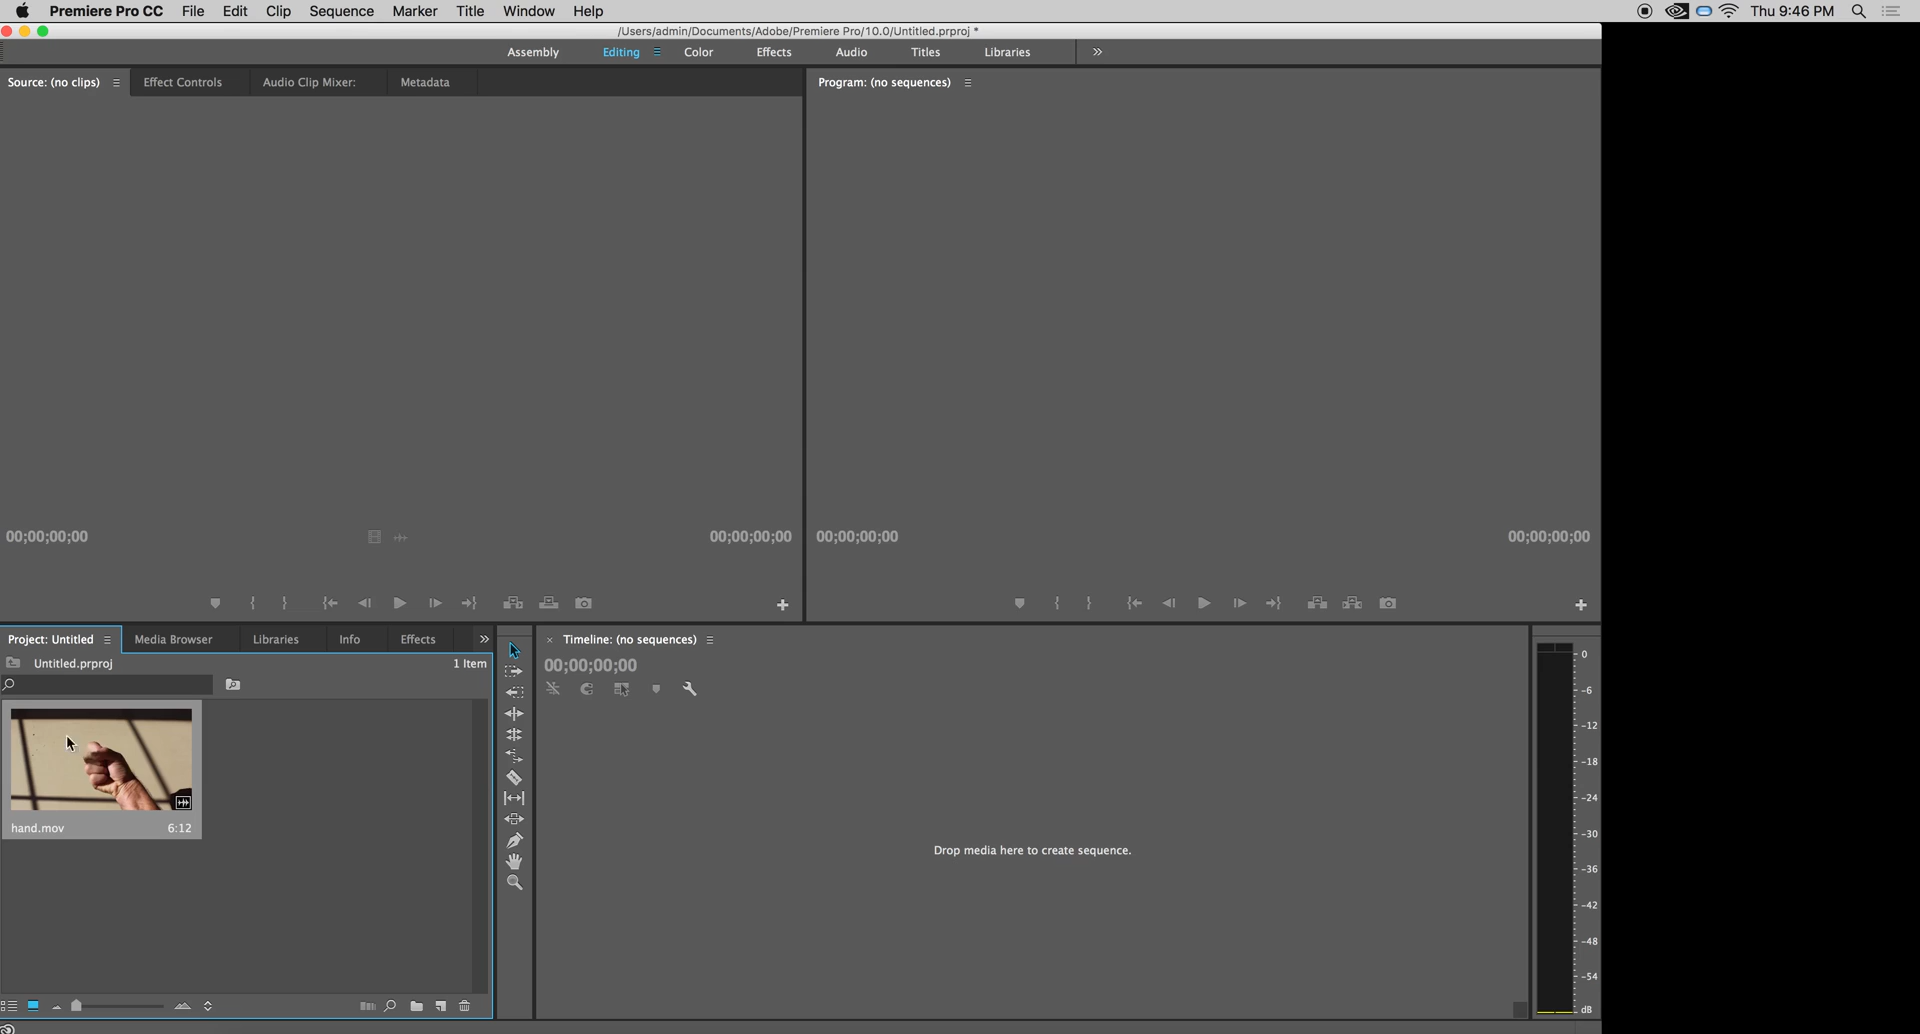 Premiere Pro CC File Edit Clip Sequence Marker Title Window Help Thu 9:46 PM
/Users/admin/Documents/Adobe/Premiere Pro/10.0/Untitled.prproj *
Assembly Editing Color Effects Audio Titles Libraries
Source: (no clips) Effect Controls Audio Clip Mixer: Metadata Program: (no sequences)
00;00;00;00 00;00;00;00 00;00;00;00 00;00;00;00
Project: Untitled Media Browser Libraries Info Effects
Untitled.prproj 1 Item
hand.mov 6:12
× Timeline: (no sequences)
00;00;00;00
Drop media here to create sequence.
0
-6
-12
-18
-24
-30
-36
-42
-48
-54
dB